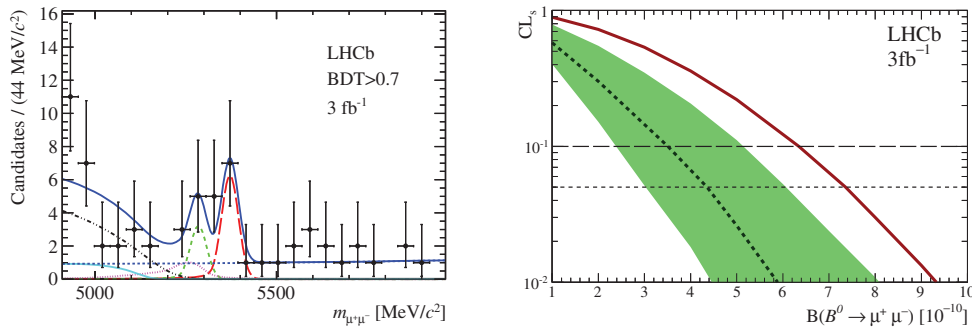 Candidates / (44 MeV/c²)
16
14
12
10
8
6
4
2
0
LHCb
BDT>0.7
3 fb⁻¹
5000
5500
m_μ⁺μ⁻ [MeV/c²]
CL_s
1
10⁻¹
10⁻²
LHCb
3fb⁻¹
1 2 3 4 5 6 7 8 9 10
B(B⁰ → μ⁺ μ⁻) [10⁻¹⁰]